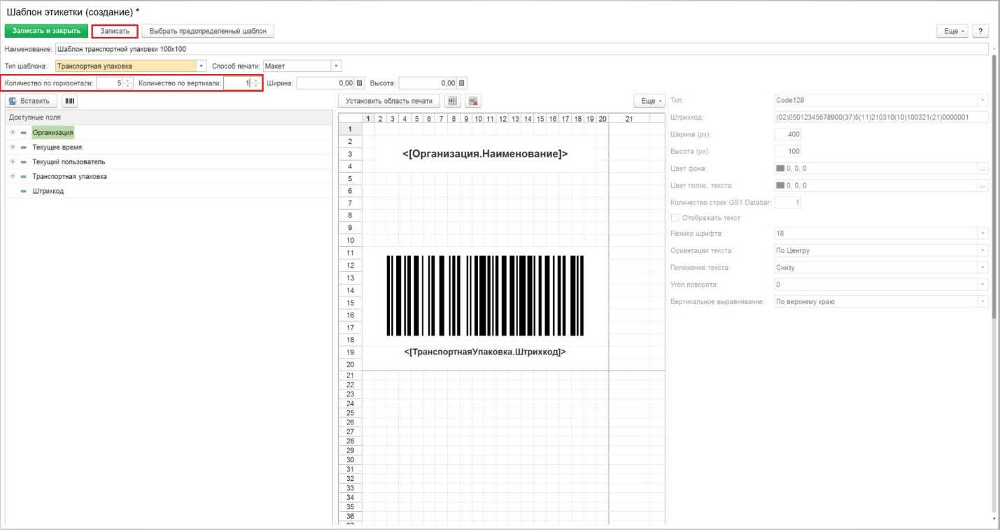 Шаблон этикетки (создание) *
Записать и закрыть Записать Выбрать предопределенный шаблон Еще ?
Наименование: Шаблон транспортной упаковки 100х100
Тип шаблона: Транспортная упаковка Способ печати: Макет
Количество по горизонтали: 5 Количество по вертикали: 1 Ширина: 0,00 Высота: 0,00
Вставить
Доступные поля
Организация
Текущее время
Текущий пользователь
Транспортная упаковка
Штрихкод
Установить область печати Еще
1 2 3 4 5 6 7 8 9 10 11 12 13 14 15 16 17 18 19 20 21
1
2
3 <[Организация.Наименование]>
4
5
6
7
8
9
10
11
12
13
14
15
16
17
18
19 <[ТранспортнаяУпаковка.Штрихкод]>
20
21
22
23
24
25
26
27
28
29
30
31
32
33
34
35
36
37
Тип: Code128
Штрихкод: (02)05012345678900(37)5(11)210310(10)100321(21)0000001
Ширина (px): 400
Высота (px): 100
Цвет фона: 0, 0, 0 ...
Цвет полос, текста: 0, 0, 0 ...
Количество строк GS1 Databar: 1
Отображать текст
Размер шрифта: 18
Ориентация текста: По Центру
Положение текста: Снизу
Угол поворота: 0
Вертикальное выравнивание: По верхнему краю